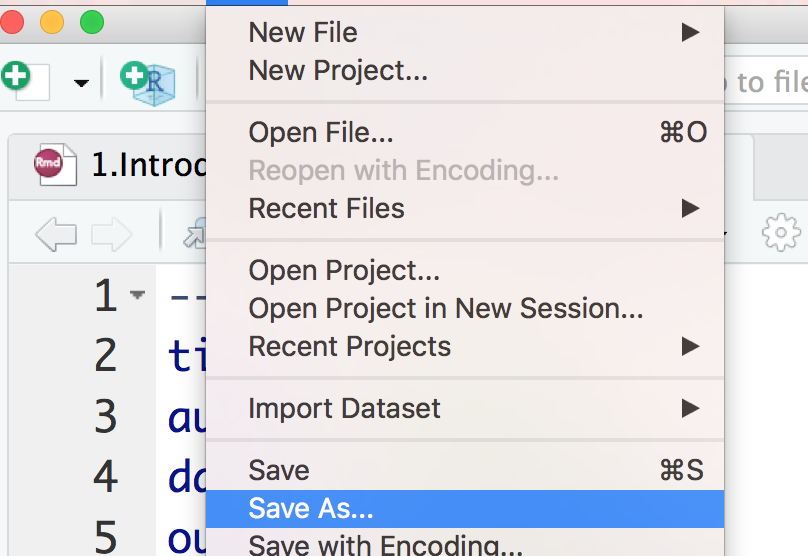 New File
New Project...
to file
Open File... ⌘O
Rmd 1.Introd
Reopen with Encoding...
Recent Files
Open Project...
Open Project in New Session...
1 --
2 ti
Recent Projects
3 au
Import Dataset
4 da
Save ⌘S
Save As...
5 ou
Save with Encoding...